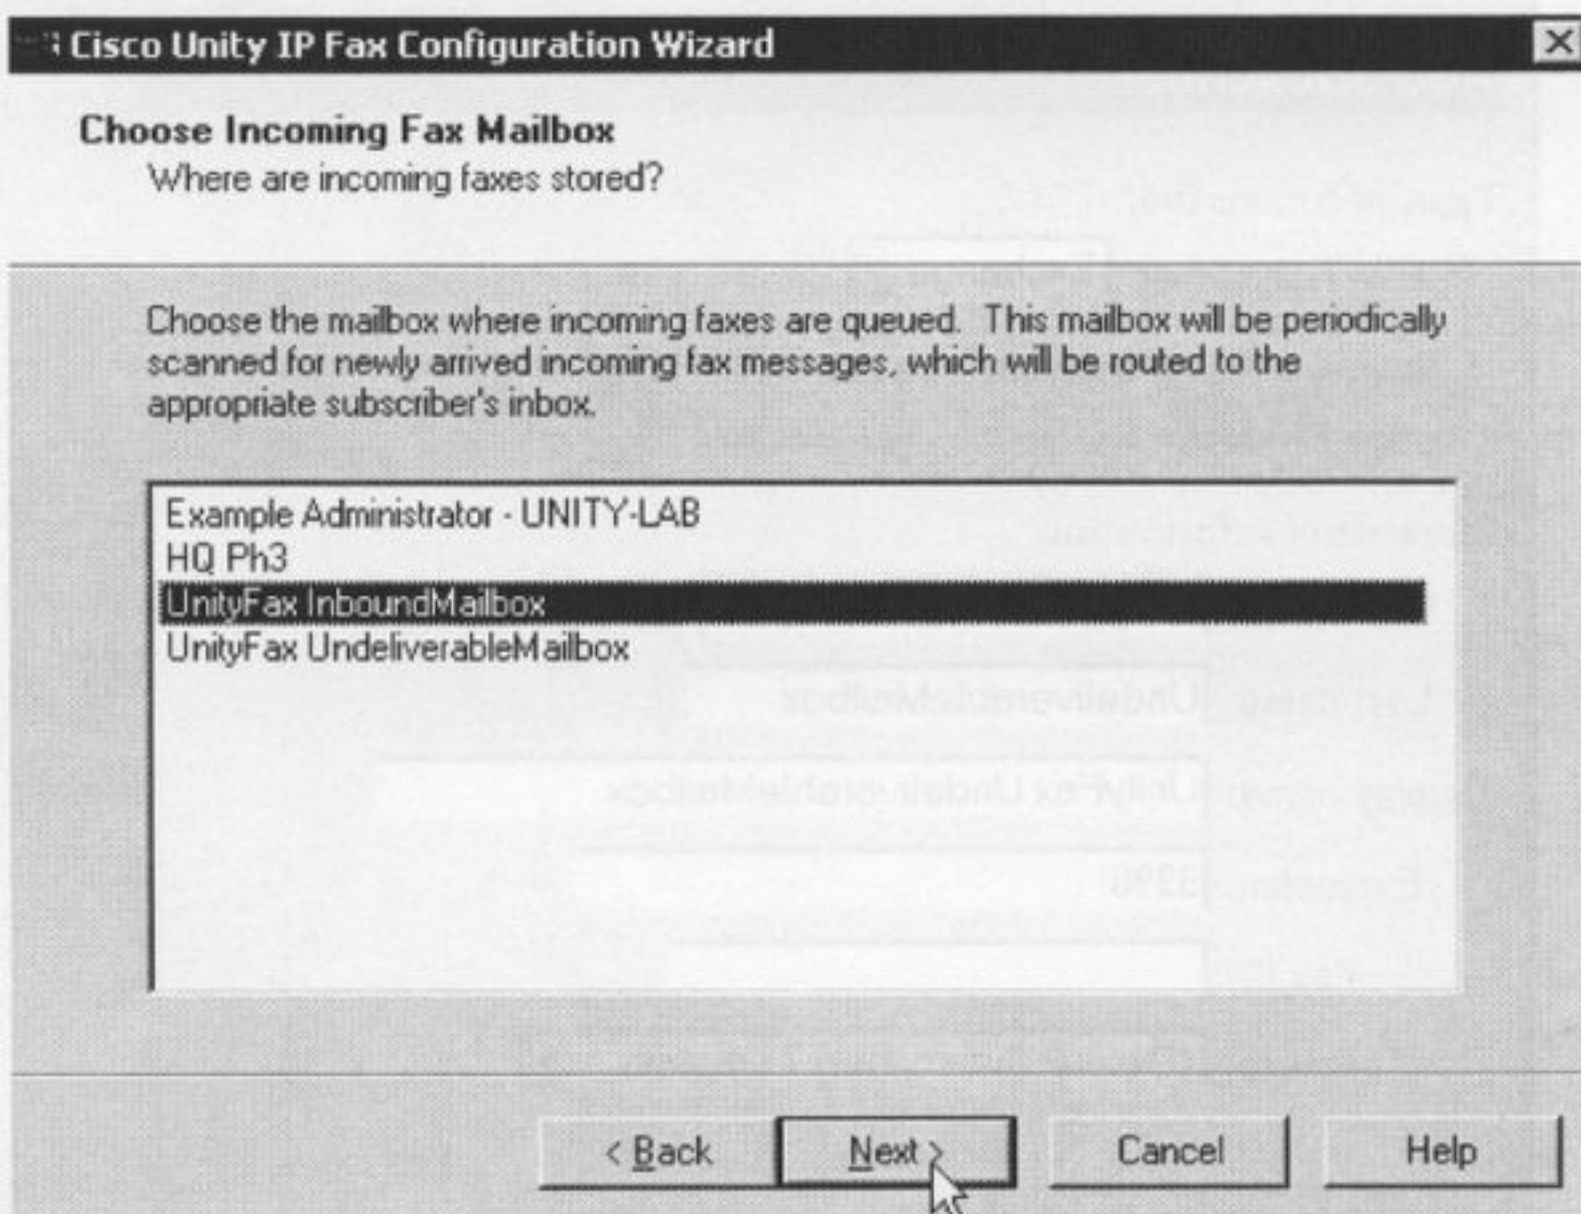 Cisco Unity IP Fax Configuration Wizard
Choose Incoming Fax Mailbox
Where are incoming faxes stored?
Choose the mailbox where incoming faxes are queued. This mailbox will be periodically
scanned for newly arrived incoming fax messages, which will be routed to the
appropriate subscriber's inbox.
Example Administrator - UNITY-LAB
HQ Ph3
UnityFax InboundMailbox
UnityFax UndeliverableMailbox
UndeliverableMailbox
UnityFax UndeliverableMailbox
< Back
Next >
Cancel
Help